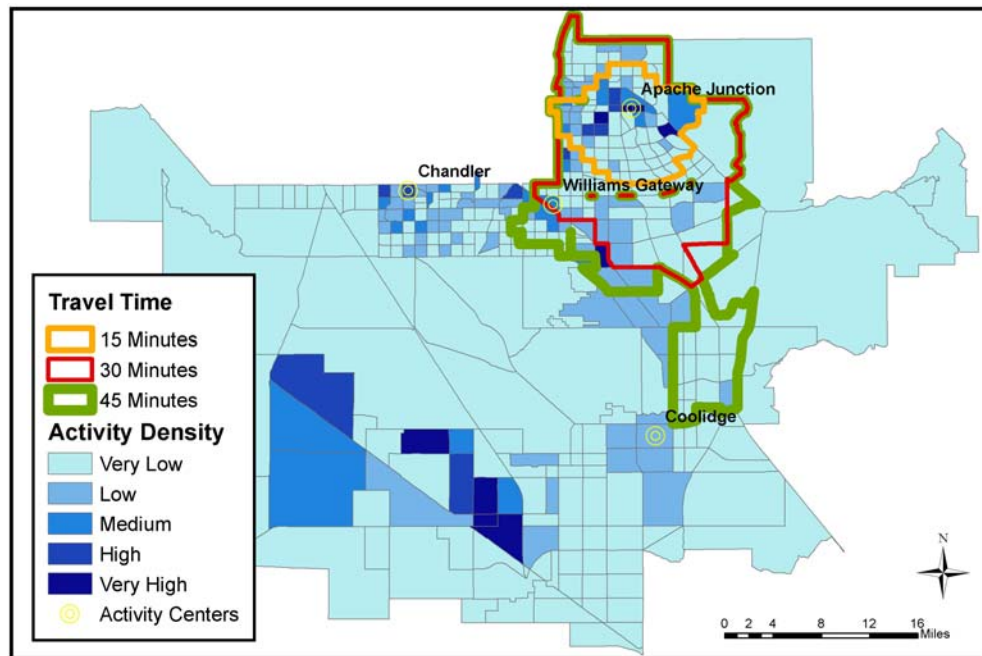 Apache Junction
Chandler
Williams Gateway
Travel Time
15 Minutes
30 Minutes
45 Minutes
Coolidge
Activity Density
Very Low
Low
Medium
High
Very High
Activity Centers
N
0 2 4 8 12 16
Miles